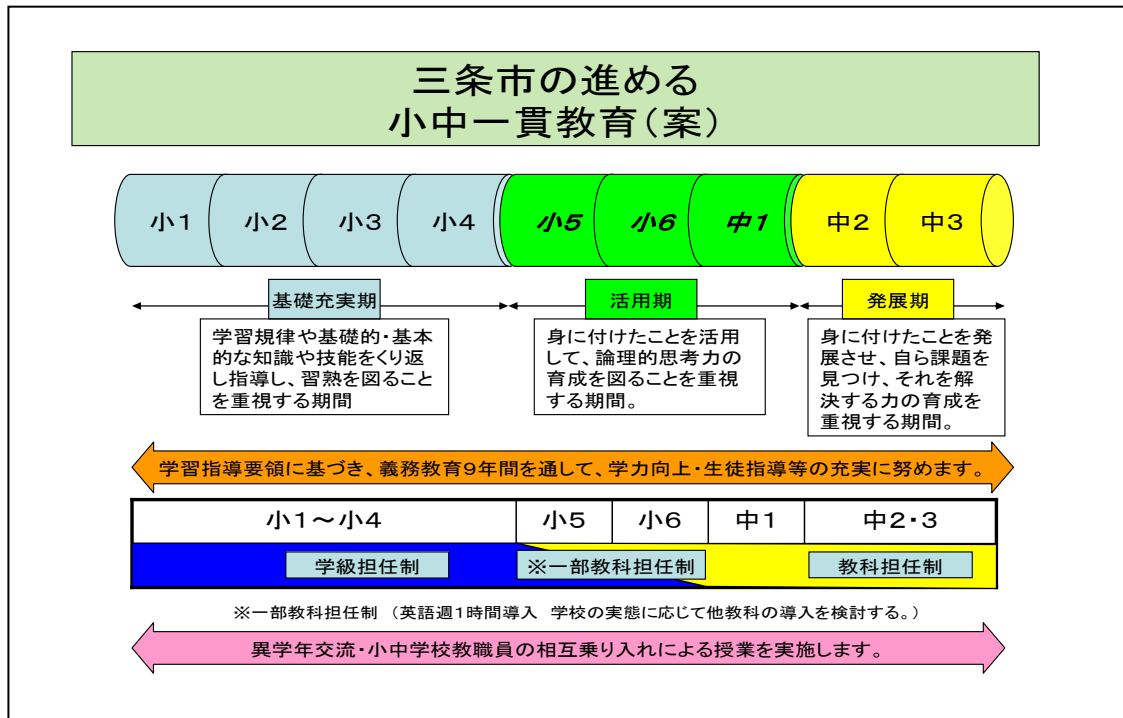 三条市の進める
小中一貫教育(案)
小1 小2 小3 小4 小5 小6 中1 中2 中3
基礎充実期
学習規律や基礎的・基本
的な知識や技能をくり返
し指導し、習熟を図ること
を重視する期間
活用期
身に付けたことを活用
して、論理的思考力の
育成を図ることを重視
する期間。
発展期
身に付けたことを発
展させ、自ら課題を
見つけ、それを解
決する力の育成を
重視する期間。
学習指導要領に基づき、義務教育9年間を通して、学力向上・生徒指導等の充実に努めます。
小1～小4 小5 小6 中1 中2・3
学級担任制 ※一部教科担任制 教科担任制
※一部教科担任制 (英語週1時間導入 学校の実態に応じて他教科の導入を検討する。)
異学年交流・小中学校教職員の相互乗り入れによる授業を実施します。